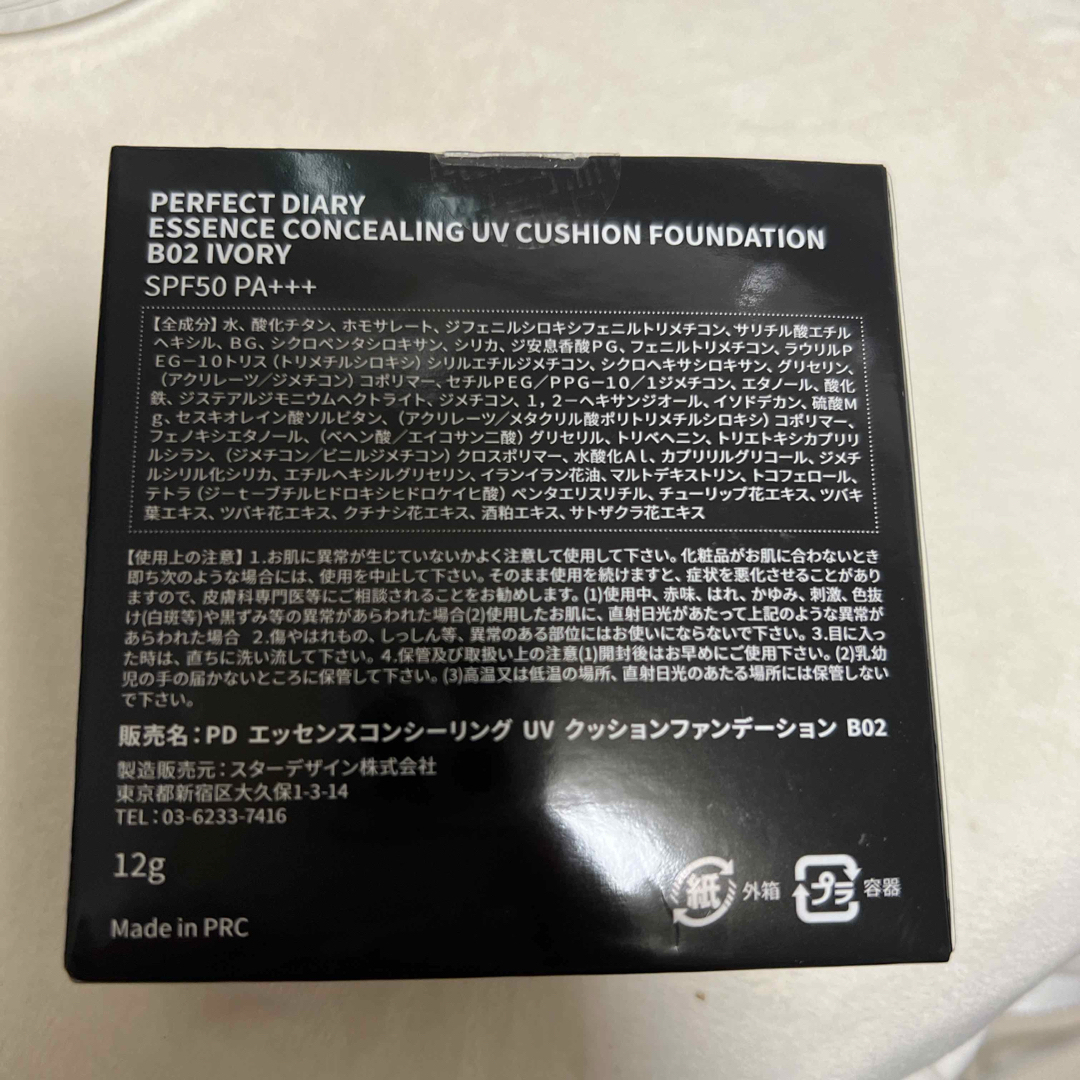 PERFECT DIARY
ESSENCE CONCEALING UV CUSHION FOUNDATION
B02 IVORY
SPF50 PA+++
【全成分】水、酸化チタン、ホモサレート、ジフェニルシロキシフェニルトリメチコン、サリチル酸エチル
ヘキシル、BG、シクロペンタシロキサン、シリカ、ジ安息香酸PG、フェニルトリメチコン、ラウリルP
EG－10トリス（トリメチルシロキシ）シリルエチルジメチコン、シクロヘキサシロキサン、グリセリン、
（アクリレーツ／ジメチコン）コポリマー、セチルPEG／PPG－10／1ジメチコン、エタノール、酸化
鉄、ジステアルジモニウムヘクトライト、ジメチコン、1，2－ヘキサンジオール、イソドデカン、硫酸M
g、セスキオレイン酸ソルビタン、（アクリレーツ／メタクリル酸ポリトリメチルシロキシ）コポリマー、
フェノキシエタノール、（ベヘン酸／エイコサン二酸）グリセリル、トリベヘニン、トリエトキシカプリリ
ルシラン、（ジメチコン／ビニルジメチコン）クロスポリマー、水酸化Al、カプリリルグリコール、ジメチ
ルシリル化シリカ、エチルヘキシルグリセリン、イランイラン花油、マルトデキストリン、トコフェロール、
テトラ（ジーtーブチルヒドロキシヒドロケイヒ酸）ペンタエリスリチル、チューリップ花エキス、ツバキ
葉エキス、ツバキ花エキス、クチナシ花エキス、酒粕エキス、サトザクラ花エキス
【使用上の注意】1.お肌に異常が生じていないかよく注意して使用して下さい。化粧品がお肌に合わないとき
即ち次のような場合には、使用を中止して下さい。そのまま使用を続けますと、症状を悪化させることがあり
ますので、皮膚科専門医等にご相談されることをお勧めします。(1)使用中、赤味、はれ、かゆみ、刺激、色抜
け(白斑等)や黒ずみ等の異常があらわれた場合(2)使用したお肌に、直射日光があたって上記のような異常が
あらわれた場合 2.傷やはれもの、しっしん等、異常のある部位にはお使いにならないで下さい。3.目に入っ
た時は、直ちに洗い流して下さい。4.保管及び取扱い上の注意(1)開封後はお早めにご使用下さい。(2)乳幼
児の手の届かないところに保管して下さい。(3)高温又は低温の場所、直射日光のあたる場所には保管しない
で下さい。
販売名：PD エッセンスコンシーリング UV クッションファンデーション B02
製造販売元：スターデザイン株式会社
東京都新宿区大久保1-3-14
TEL：03-6233-7416
12g
紙 外箱 プラ 容器
Made in PRC